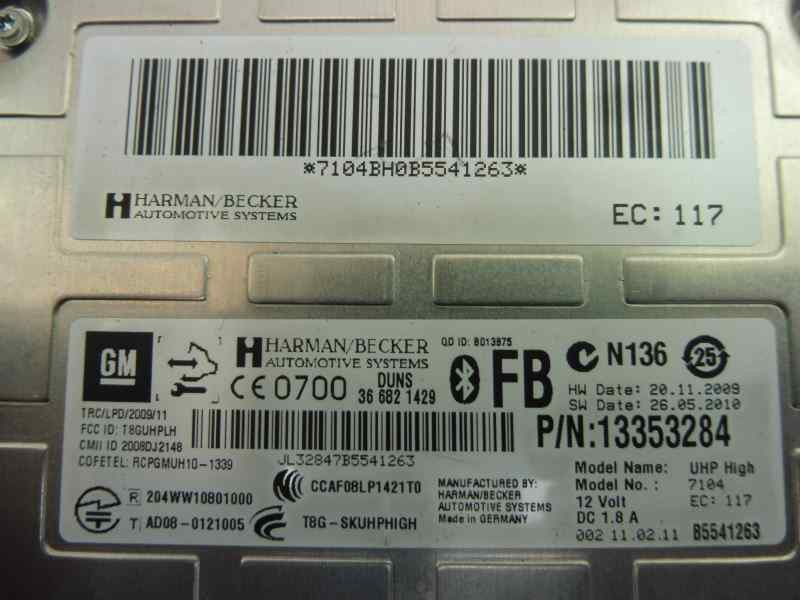 *7104BH0B5541263*
HARMAN/BECKER
AUTOMOTIVE SYSTEMS
EC: 117
GM
HARMAN/BECKER
AUTOMOTIVE SYSTEMS
QD ID: B013875
CE 0700
DUNS
36 682 1429
FB
N136
25
HW Date: 20.11.2009
SW Date: 26.05.2010
TRC/LPD/2009/11
FCC ID: T8GUHPLH
CMII ID 2008DJ2148
COFETEL: RCPGMUH10-1339
JL32847B5541263
P/N:13353284
R 204WW10801000
T AD08-0121005
CCAF08LP1421T0
T8G-SKUHPHIGH
MANUFACTURED BY:
HARMAN/BECKER
AUTOMOTIVE SYSTEMS
Made in GERMANY
Model Name: UHP High
Model No.: 7104
12 Volt EC: 117
DC 1.8 A
002 11.02.11 B5541263